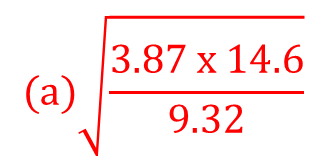 (a) √(3.87 x 14.6 / 9.32)